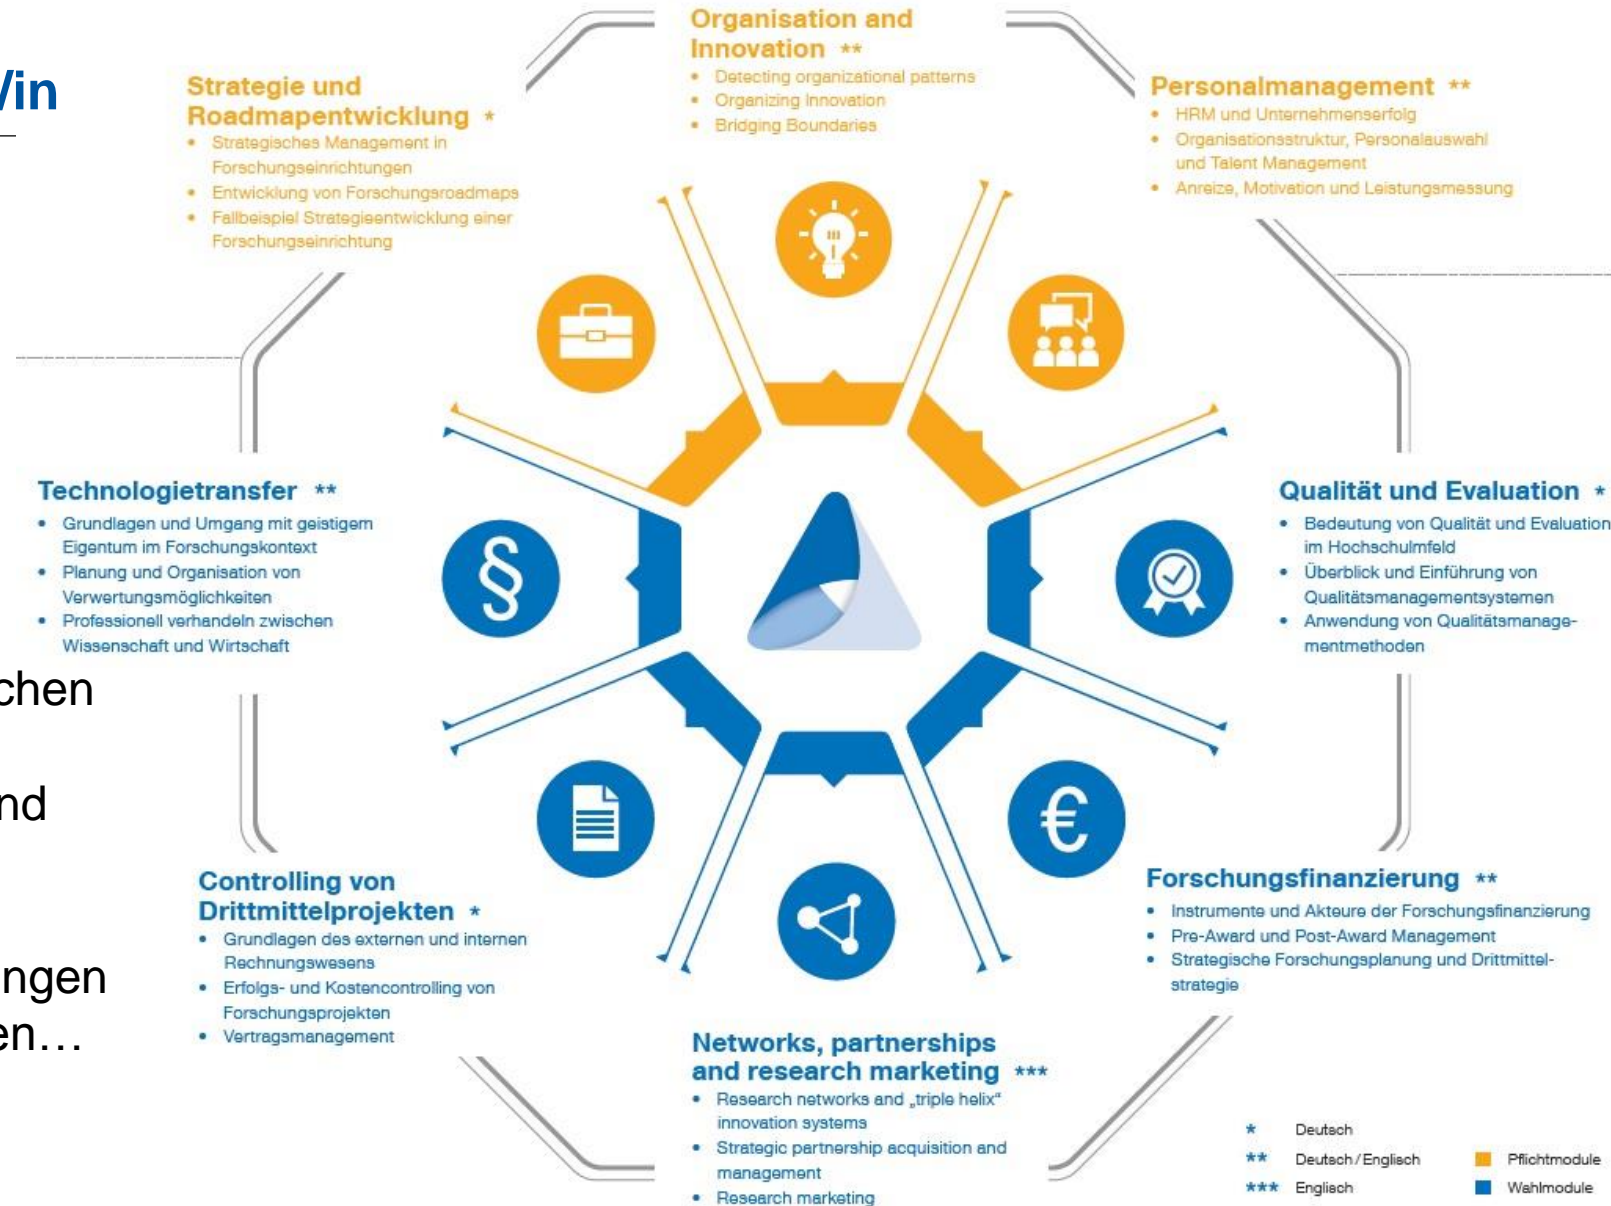 Organisation and
Innovation **
• Detecting organizational patterns
• Organizing Innovation
• Bridging Boundaries
Strategie und
Roadmapentwicklung *
• Strategisches Management in
Forschungseinrichtungen
• Entwicklung von Forschungsroadmaps
• Fallbeispiel Strategieentwicklung einer
Forschungseinrichtung
Personalmanagement **
• HRM und Unternehmenserfolg
• Organisationsstruktur, Personalauswahl
und Talent Management
• Anreize, Motivation und Leistungsmessung
Technologietransfer **
• Grundlagen und Umgang mit geistigem
Eigentum im Forschungskontext
• Planung und Organisation von
Verwertungsmöglichkeiten
• Professionell verhandeln zwischen
Wissenschaft und Wirtschaft
§
Qualität und Evaluation *
• Bedeutung von Qualität und Evaluation
im Hochschulmfeld
• Überblick und Einführung von
Qualitätsmanagementsystemen
• Anwendung von Qualitätsmanage-
mentmethoden
chen
nd
ngen
en…
€
Controlling von
Drittmittelprojekten *
• Grundlagen des externen und internen
Rechnungswesens
• Erfolgs- und Kostencontrolling von
Forschungsprojekten
• Vertragsmanagement
Forschungsfinanzierung **
• Instrumente und Akteure der Forschungsfinanzierung
• Pre-Award und Post-Award Management
• Strategische Forschungsplanung und Drittmittel-
strategie
Networks, partnerships
and research marketing ***
• Research networks and „triple helix“
innovation systems
• Strategic partnership acquisition and
management
• Research marketing
* Deutsch
** Deutsch/Englisch
*** Englisch
Pflichtmodule
Wahlmodule